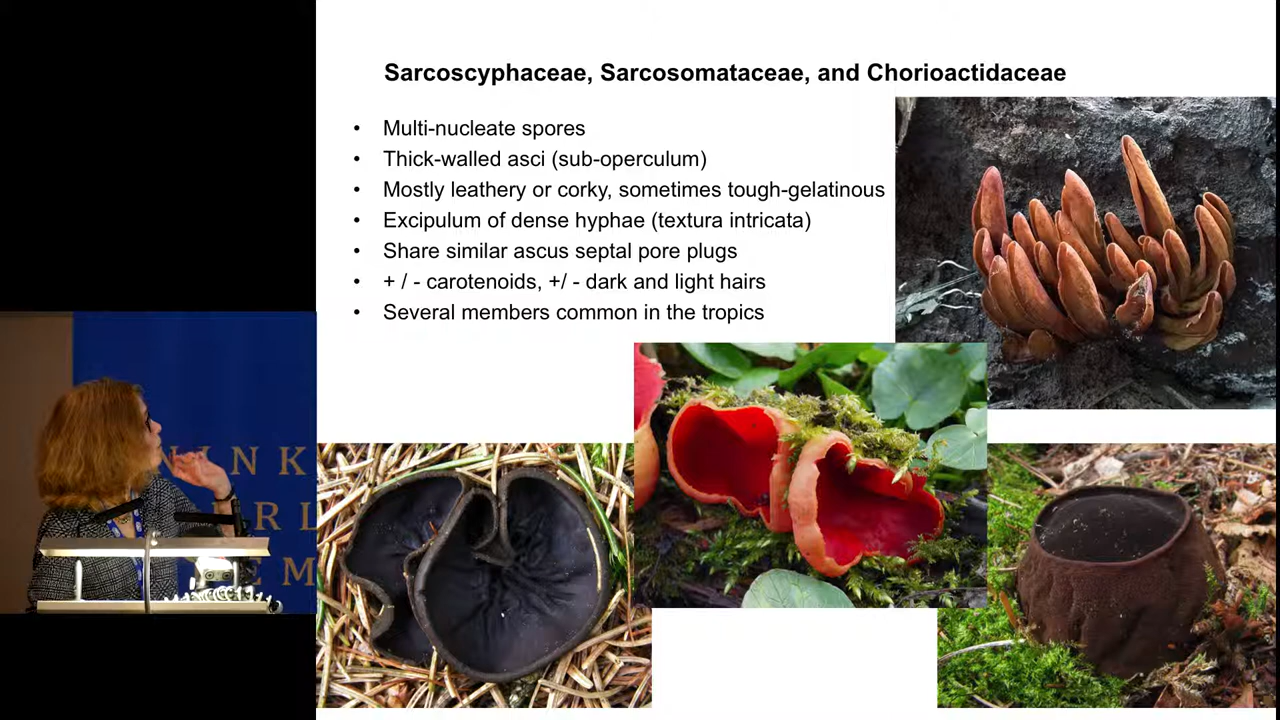 Sarcoscyphaceae, Sarcosomataceae, and Chorioactidaceae
• Multi-nucleate spores
• Thick-walled asci (sub-operculum)
• Mostly leathery or corky, sometimes tough-gelatinous
• Excipulum of dense hyphae (textura intricata)
• Share similar ascus septal pore plugs
• + / - carotenoids, +/ - dark and light hairs
• Several members common in the tropics